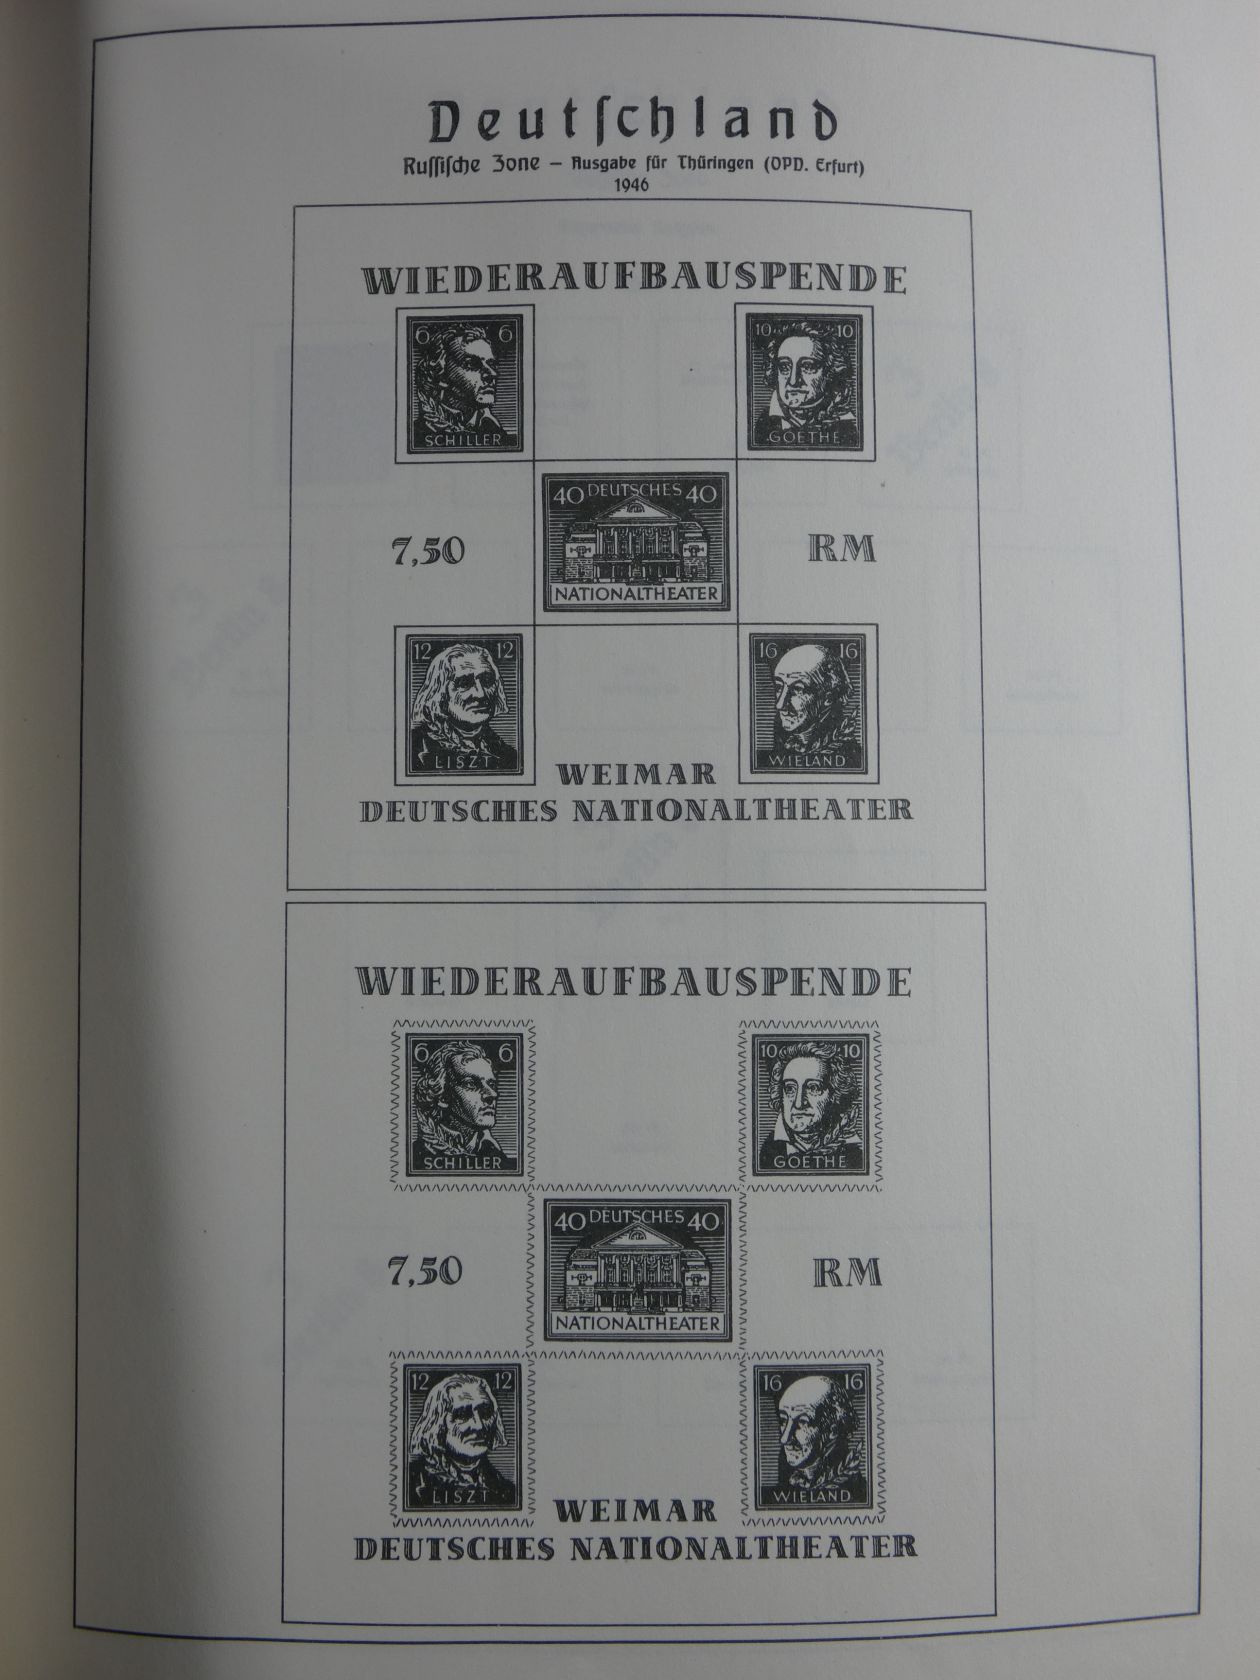 Deutſchland
Ruſſiſche Zone – Ausgabe für Thüringen (OPD. Erfurt)
1946
WIEDERAUFBAUSPENDE
6 6
SCHILLER
10 10
GOETHE
40 DEUTSCHES 40
NATIONALTHEATER
7,50
RM
12 12
LISZT
16 16
WIELAND
WEIMAR
DEUTSCHES NATIONALTHEATER
WIEDERAUFBAUSPENDE
6 6
SCHILLER
10 10
GOETHE
40 DEUTSCHES 40
NATIONALTHEATER
7,50
RM
12 12
LISZT
16 16
WIELAND
WEIMAR
DEUTSCHES NATIONALTHEATER